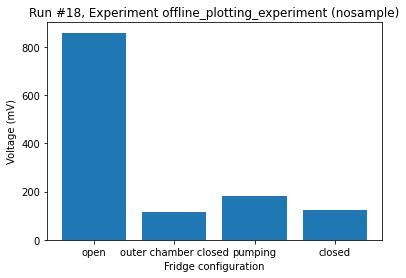 Run #18, Experiment offline_plotting_experiment (nosample)
Voltage (mV)
800
600
400
200
0
open outer chamber closed pumping closed
Fridge configuration